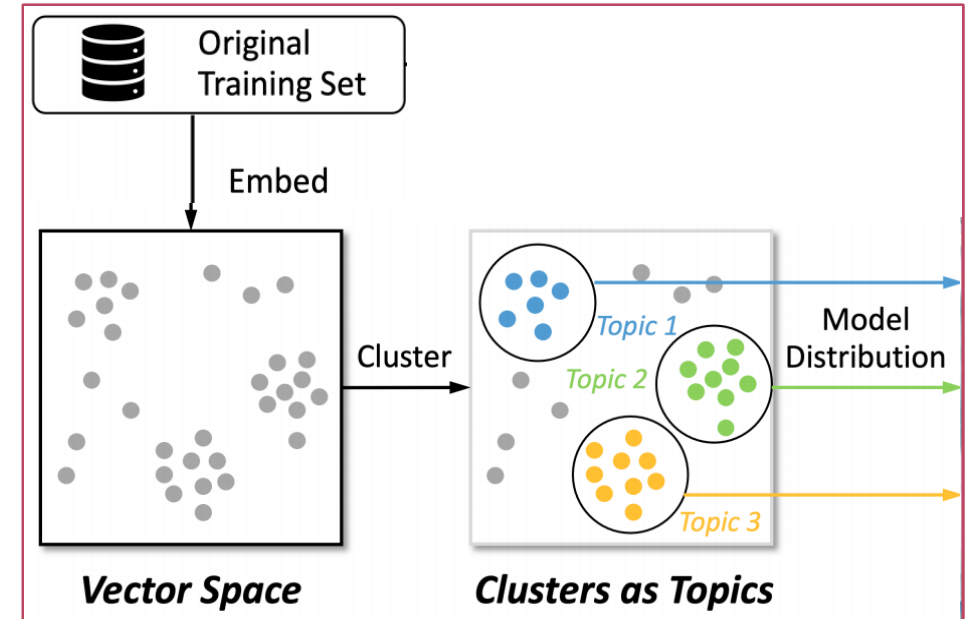 Original
Training Set
Embed
Cluster
Topic 1
Topic 2
Topic 3
Model
Distribution
Vector Space
Clusters as Topics